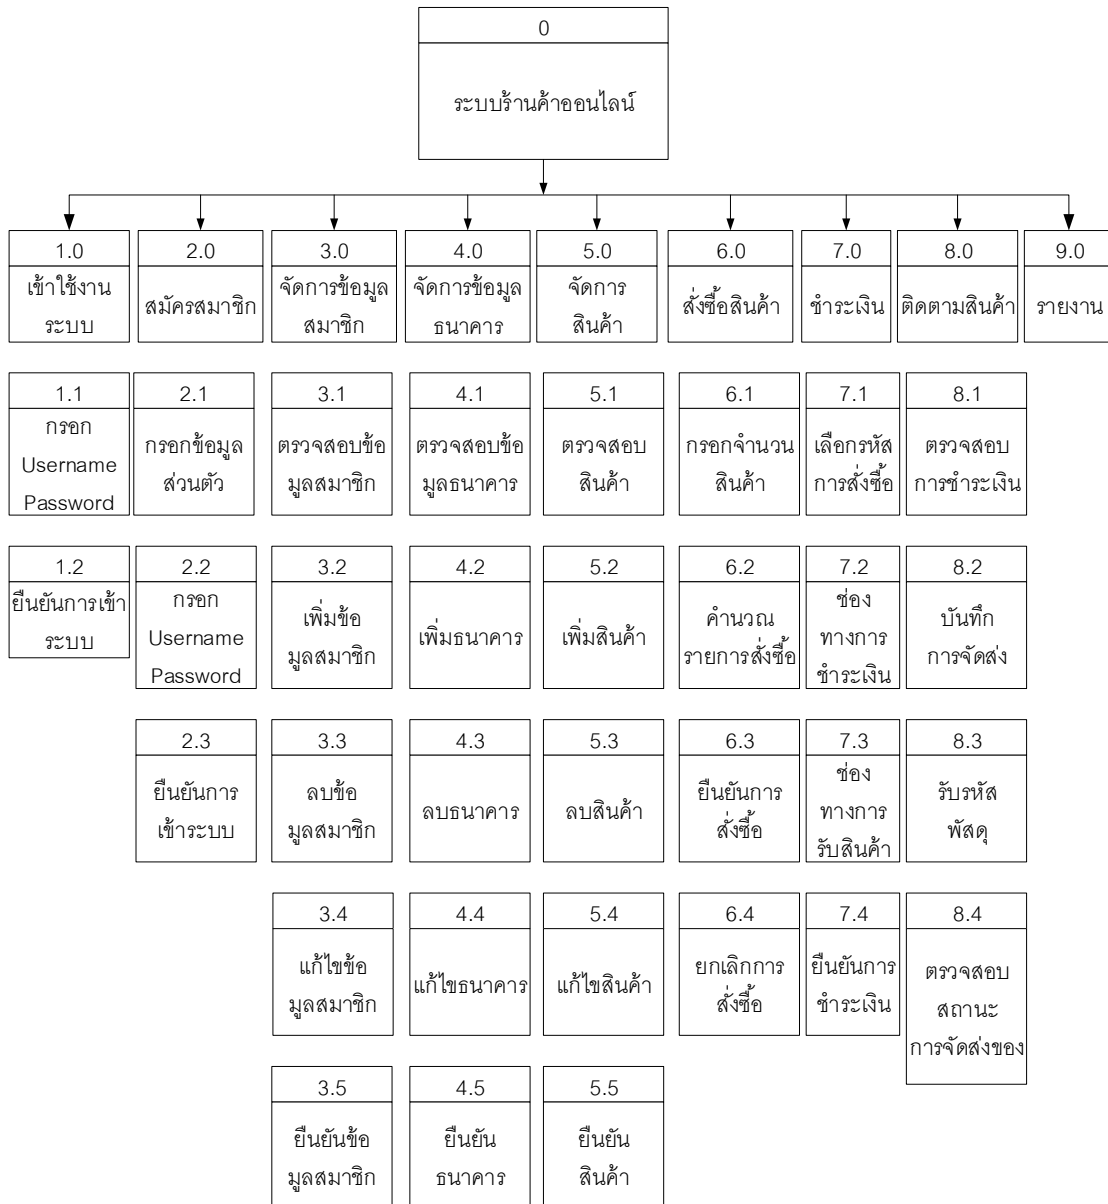 0
ระบบร้านค้าออนไลน์
1.0
เข้าใช้งาน
ระบบ
2.0
สมัครสมาชิก
3.0
จัดการข้อมูล
สมาชิก
4.0
จัดการข้อมูล
ธนาคาร
5.0
จัดการ
สินค้า
6.0
สั่งซื้อสินค้า
7.0
ชำระเงิน
8.0
ติดตามสินค้า
9.0
รายงาน
1.1
กรอก
Username
Password
2.1
กรอกข้อมูล
ส่วนตัว
3.1
ตรวจสอบข้อ
มูลสมาชิก
4.1
ตรวจสอบข้อ
มูลธนาคาร
5.1
ตรวจสอบ
สินค้า
6.1
กรอกจำนวน
สินค้า
7.1
เลือกรหัส
การสั่งซื้อ
8.1
ตรวจสอบ
การชำระเงิน
1.2
ยืนยันการเข้า
ระบบ
2.2
กรอก
Username
Password
3.2
เพิ่มข้อ
มูลสมาชิก
4.2
เพิ่มธนาคาร
5.2
เพิ่มสินค้า
6.2
คำนวณ
รายการสั่งซื้อ
7.2
ช่อง
ทางการ
ชำระเงิน
8.2
บันทึก
การจัดส่ง
2.3
ยืนยันการ
เข้าระบบ
3.3
ลบข้อ
มูลสมาชิก
4.3
ลบธนาคาร
5.3
ลบสินค้า
6.3
ยืนยันการ
สั่งซื้อ
7.3
ช่อง
ทางการ
รับสินค้า
8.3
รับรหัส
พัสดุ
3.4
แก้ไขข้อ
มูลสมาชิก
4.4
แก้ไขธนาคาร
5.4
แก้ไขสินค้า
6.4
ยกเลิกการ
สั่งซื้อ
7.4
ยืนยันการ
ชำระเงิน
8.4
ตรวจสอบ
สถานะ
การจัดส่งของ
3.5
ยืนยันข้อ
มูลสมาชิก
4.5
ยืนยัน
ธนาคาร
5.5
ยืนยัน
สินค้า